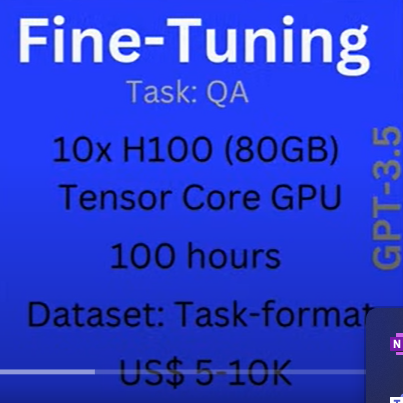 Fine-Tuning
Task: QA
10x H100 (80GB)
Tensor Core GPU
100 hours
Dataset: Task-format
US$ 5-10K
GPT-3.5
N